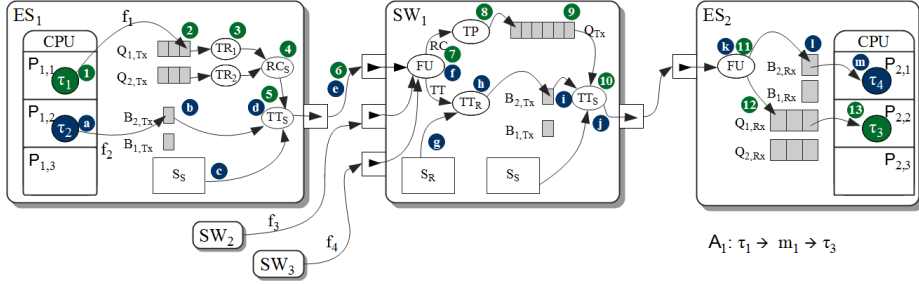 ES1
CPU
P1,1
τ1
1
f1
Q1,Tx
2
TR1
3
Q2,Tx
TR2
RCS
4
P1,2
τ2
a
f2
B2,Tx
b
B1,Tx
d
5
TTS
P1,3
SS
c
6
e
SW1
FU
7
f
RC
TT
TP
8
9
QTx
TTR
h
B2,Tx
i
B1,Tx
10
TTS
j
g
SR
SS
ES2
k
11
FU
l
B2,Rx
B1,Rx
m
12
Q1,Rx
13
Q2,Rx
CPU
P2,1
τ4
P2,2
τ3
P2,3
f3
SW2
f4
SW3
A1: τ1 → m1 → τ3